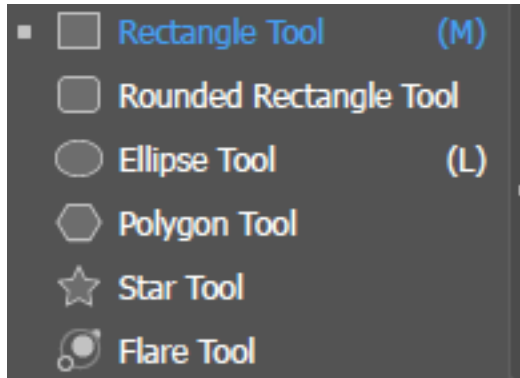 Rectangle Tool (M)
Rounded Rectangle Tool
Ellipse Tool (L)
Polygon Tool
Star Tool
Flare Tool